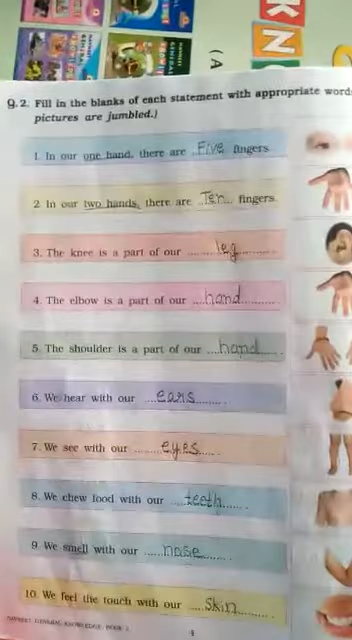 K N
( A
Q.2. Fill in the blanks of each statement with appropriate word
pictures are jumbled.)
1. In our one hand, there are ..Five.. fingers.
2. In our two hands, there are ..Ten.. fingers.
3. The knee is a part of our ........leg...........
4. The elbow is a part of our ....hand...........
5. The shoulder is a part of our ....hand.......
6. We hear with our ....ears........
7. We see with our ........eyes......
8. We chew food with our ....teeth.......
9. We smell with our .....nose........
10. We feel the touch with our ....skin..........
GENERAL KNOWLEDGE BOOK
4